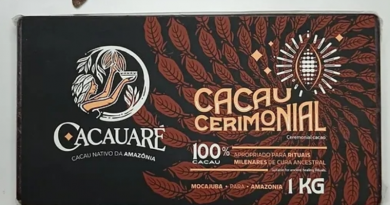 CACAU
CERIMONIAL
Ceremonial cacao
CACAUARÉ
CACAU NATIVO DA AMAZÔNIA
100%
CACAU
APROPRIADO PARA RITUAIS
MILENARES DE CURA ANCESTRAL
MOCAJUBA • PARÁ • AMAZONIA
1 KG